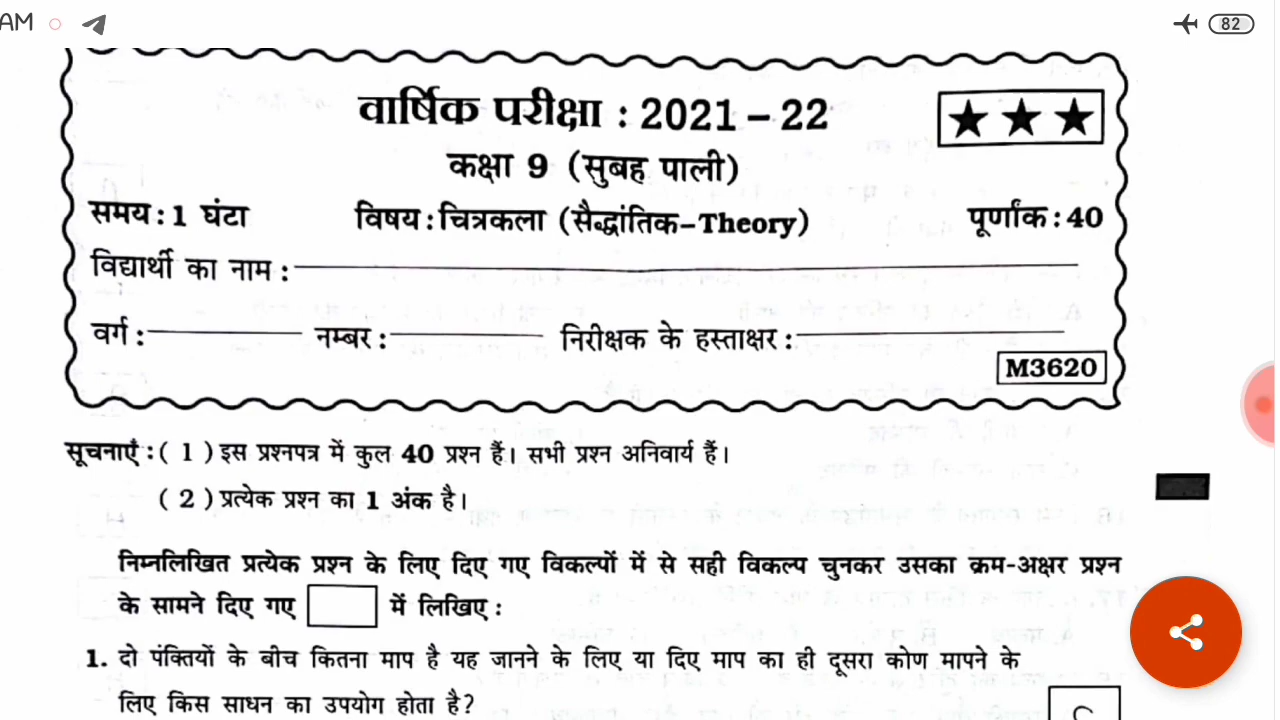 AM
82
वार्षिक परीक्षा : 2021 – 22
★ ★ ★
कक्षा 9 (सुबह पाली)
समय : 1 घंटा विषय : चित्रकला (सैद्धांतिक–Theory) पूर्णांक : 40
विद्यार्थी का नाम :
वर्ग : नम्बर : निरीक्षक के हस्ताक्षर :
M3620
सूचनाएँ : ( 1 ) इस प्रश्नपत्र में कुल 40 प्रश्न हैं। सभी प्रश्न अनिवार्य हैं।
( 2 ) प्रत्येक प्रश्न का 1 अंक है।
निम्नलिखित प्रत्येक प्रश्न के लिए दिए गए विकल्पों में से सही विकल्प चुनकर उसका क्रम-अक्षर प्रश्न
के सामने दिए गए में लिखिए :
1. दो पंक्तियों के बीच कितना माप है यह जानने के लिए या दिए माप का ही दूसरा कोण मापने के
लिए किस साधन का उपयोग होता है?